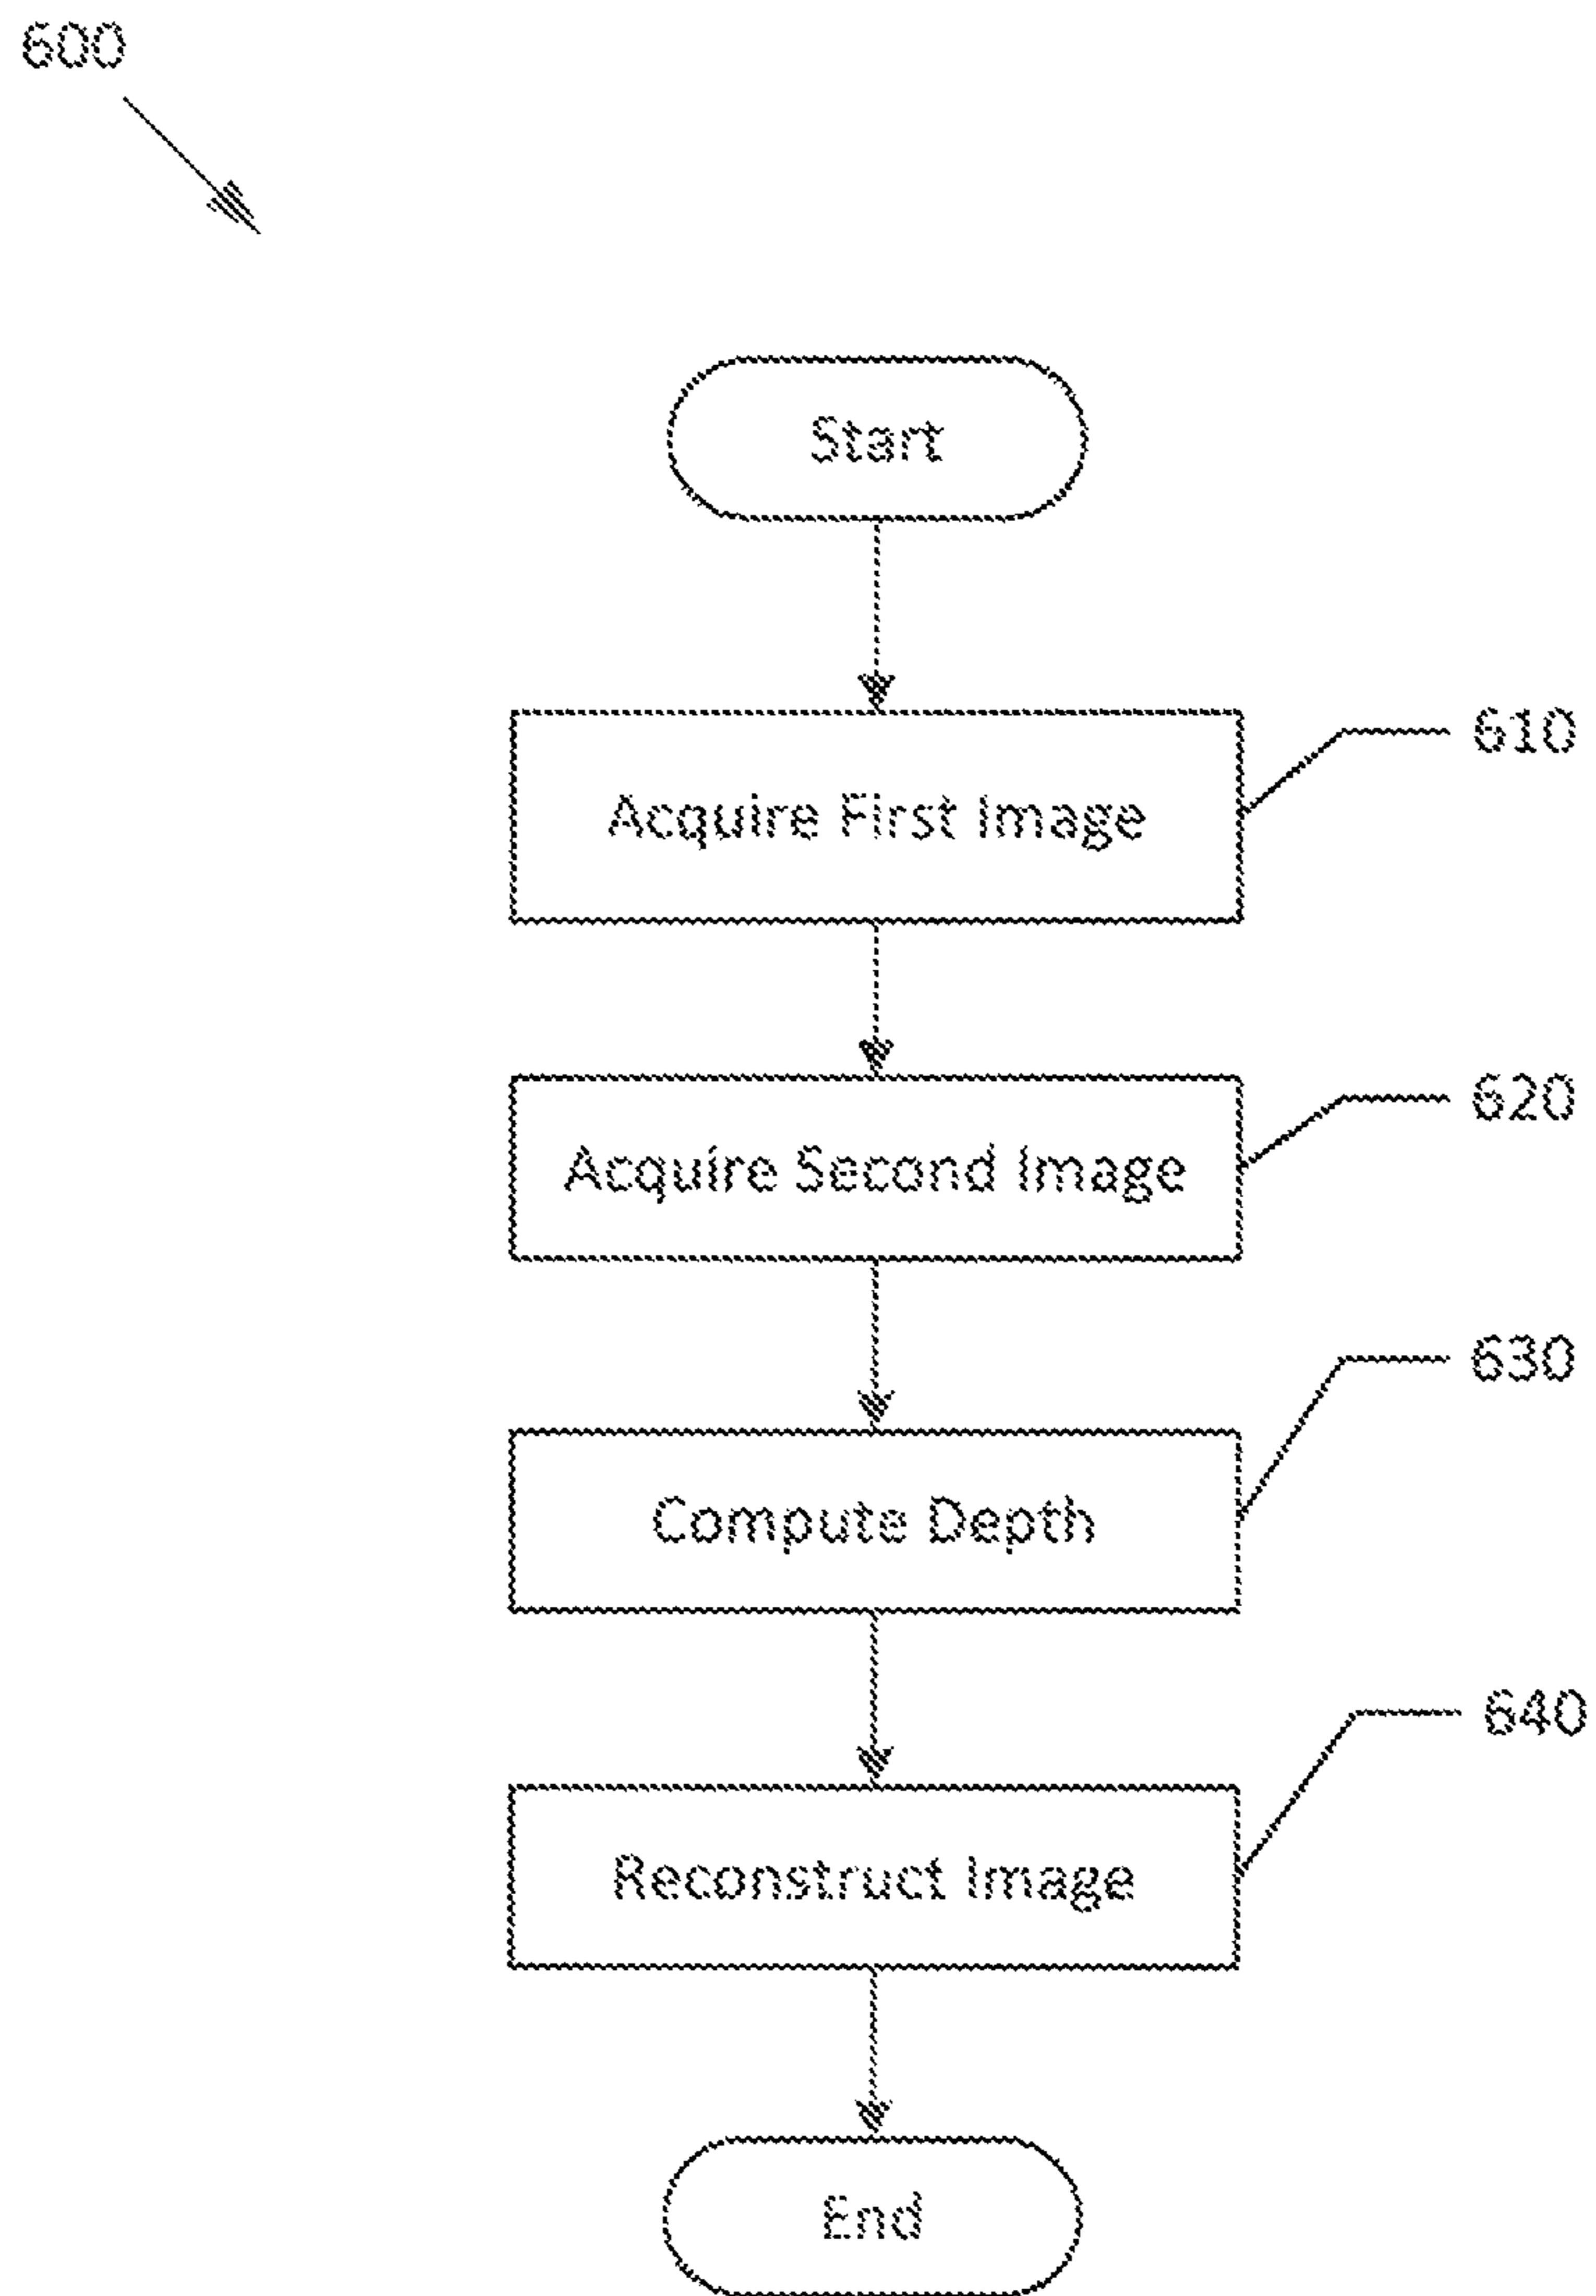 600
Start
Acquire First Image
610
Acquire Second Image
620
630
Compute Depth
640
Reconstruct Image
End